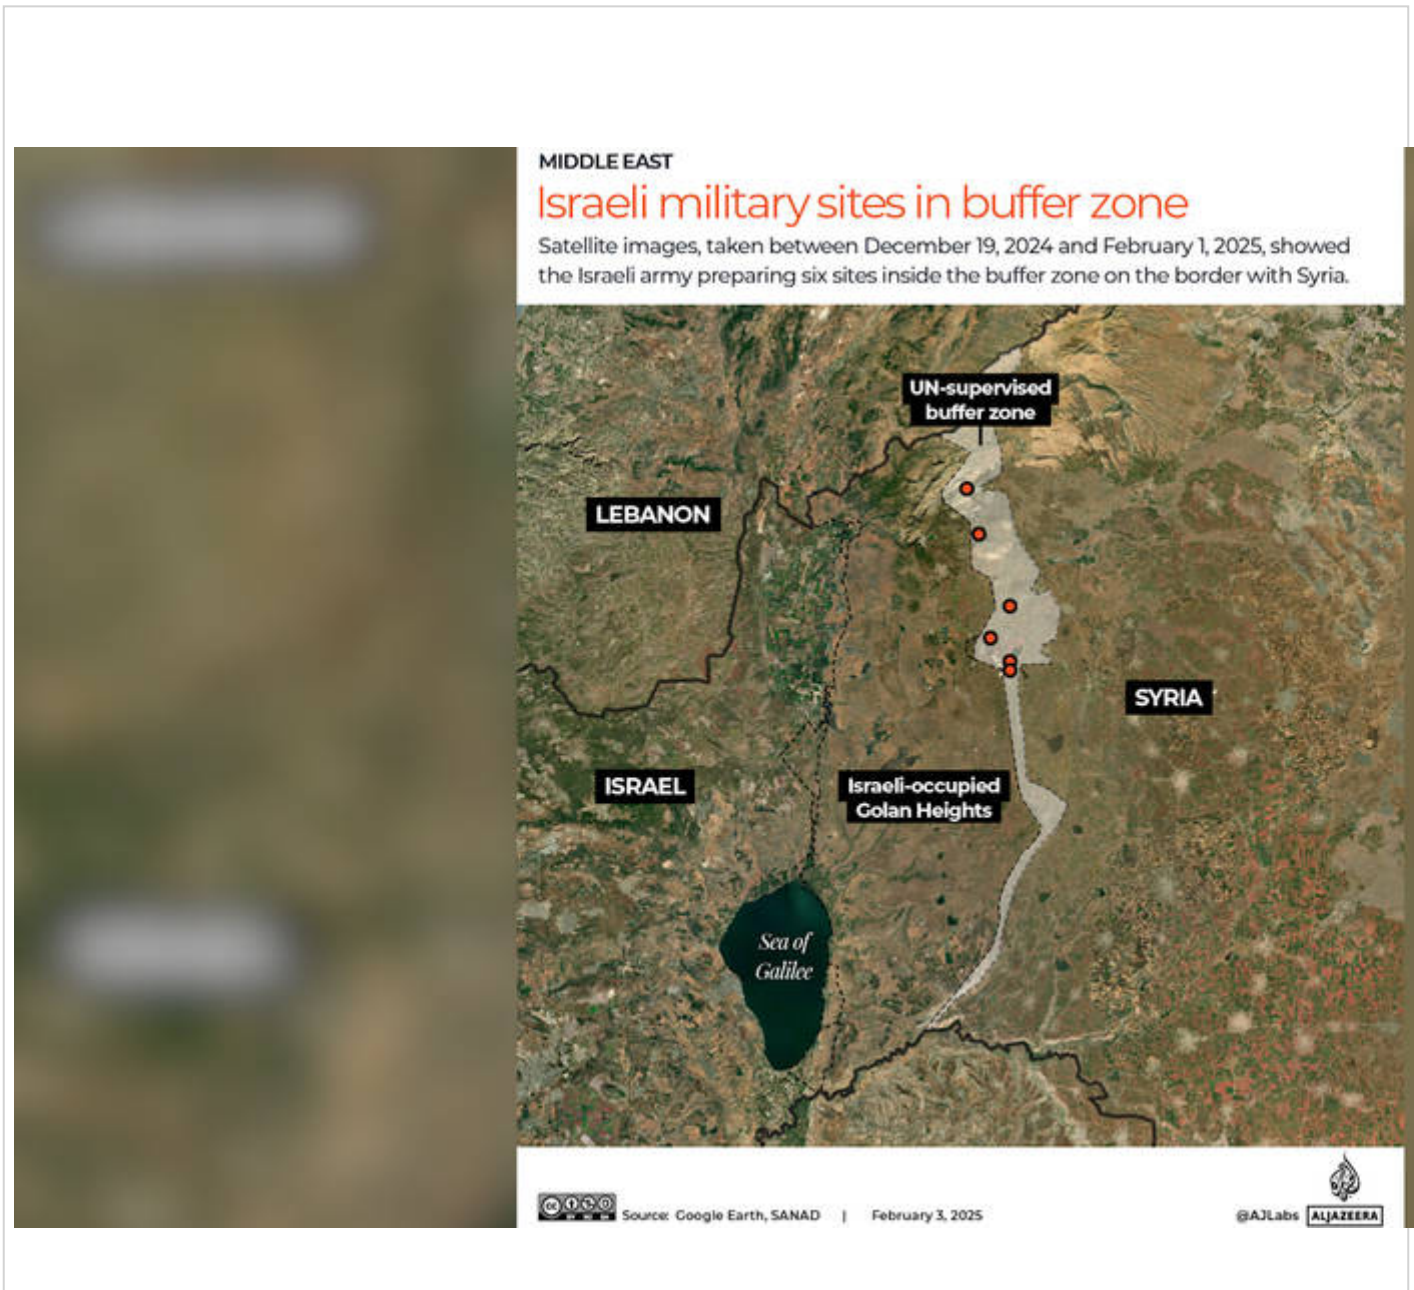 MIDDLE EAST
Israeli military sites in buffer zone
Satellite images, taken between December 19, 2024 and February 1, 2025, showed
the Israeli army preparing six sites inside the buffer zone on the border with Syria.
UN-supervised
buffer zone
LEBANON
SYRIA
ISRAEL
Israeli-occupied
Golan Heights
Sea of
Galilee
Source: Google Earth, SANAD | February 3, 2025
@AJLabs ALJAZEERA